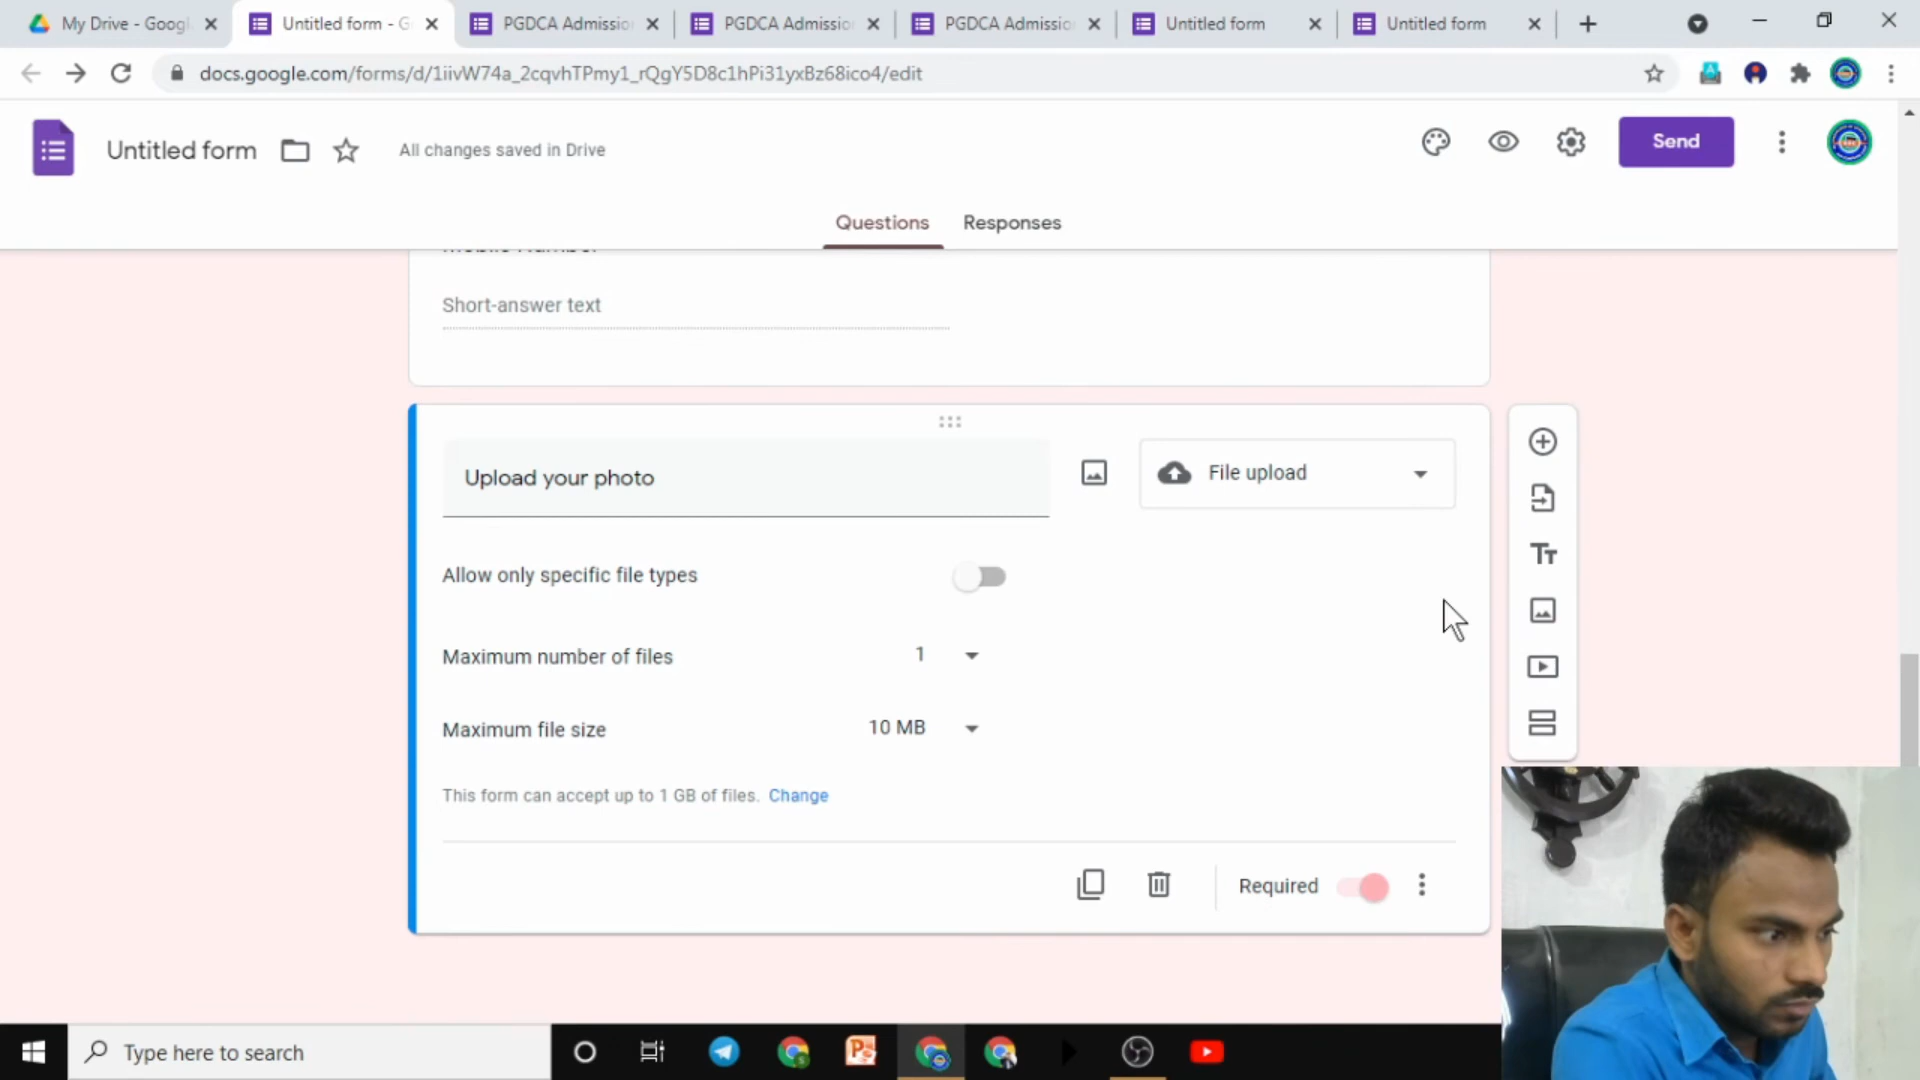 My Drive - Googl
Untitled form - G
PGDCA Admissio
PGDCA Admissio
PGDCA Admissio
Untitled form
Untitled form
docs.google.com/forms/d/1iivW74a_2cqvhTPmy1_rQgY5D8c1hPi31yxBz68ico4/edit
Untitled form
All changes saved in Drive
Send
Questions
Responses
Mobile Number
Short-answer text
Upload your photo
File upload
Allow only specific file types
Maximum number of files
1
Maximum file size
10 MB
This form can accept up to 1 GB of files. Change
Required
Type here to search